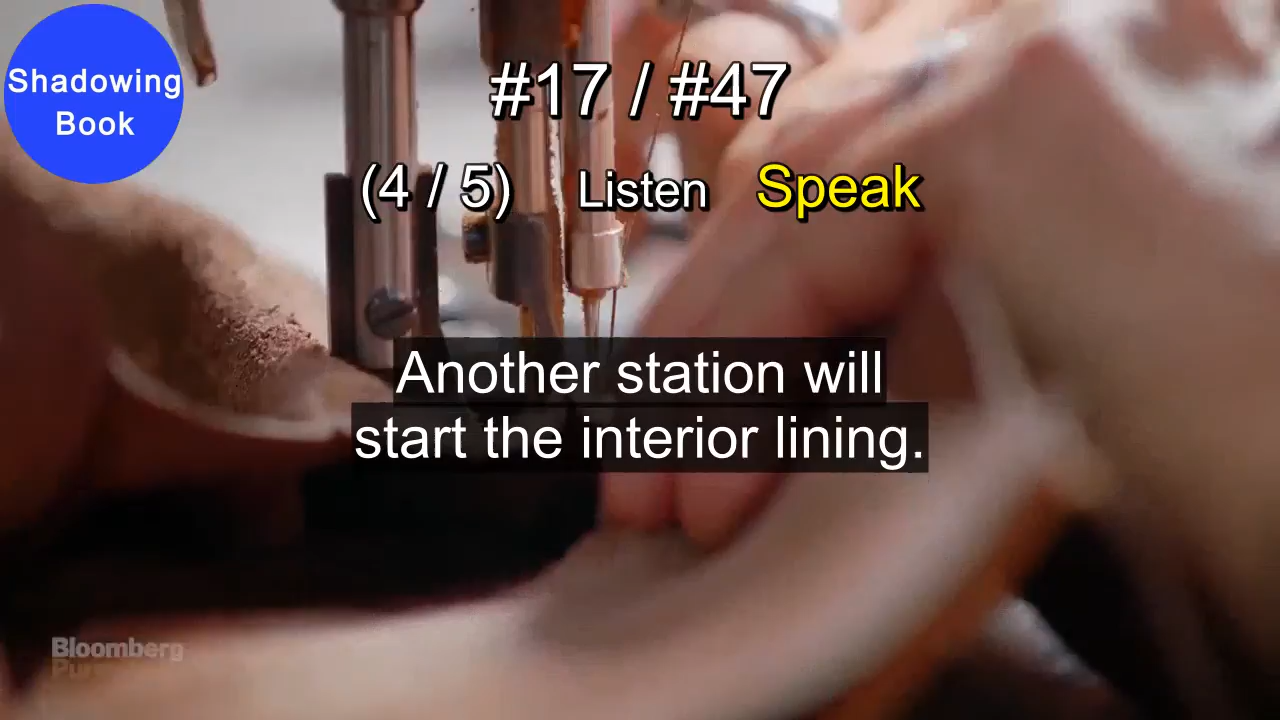 Shadowing
Book
#17 / #47
(4 / 5) Listen Speak
Another station will
start the interior lining.
Bloomberg